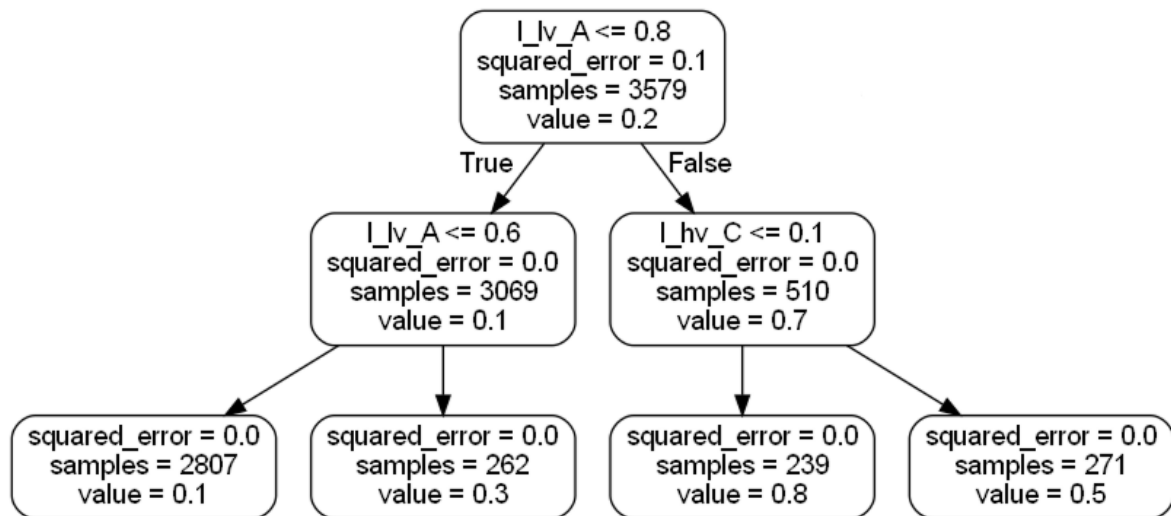 I_lv_A <= 0.8
squared_error = 0.1
samples = 3579
value = 0.2
True
False
I_lv_A <= 0.6
squared_error = 0.0
samples = 3069
value = 0.1
I_hv_C <= 0.1
squared_error = 0.0
samples = 510
value = 0.7
squared_error = 0.0
samples = 2807
value = 0.1
squared_error = 0.0
samples = 262
value = 0.3
squared_error = 0.0
samples = 239
value = 0.8
squared_error = 0.0
samples = 271
value = 0.5